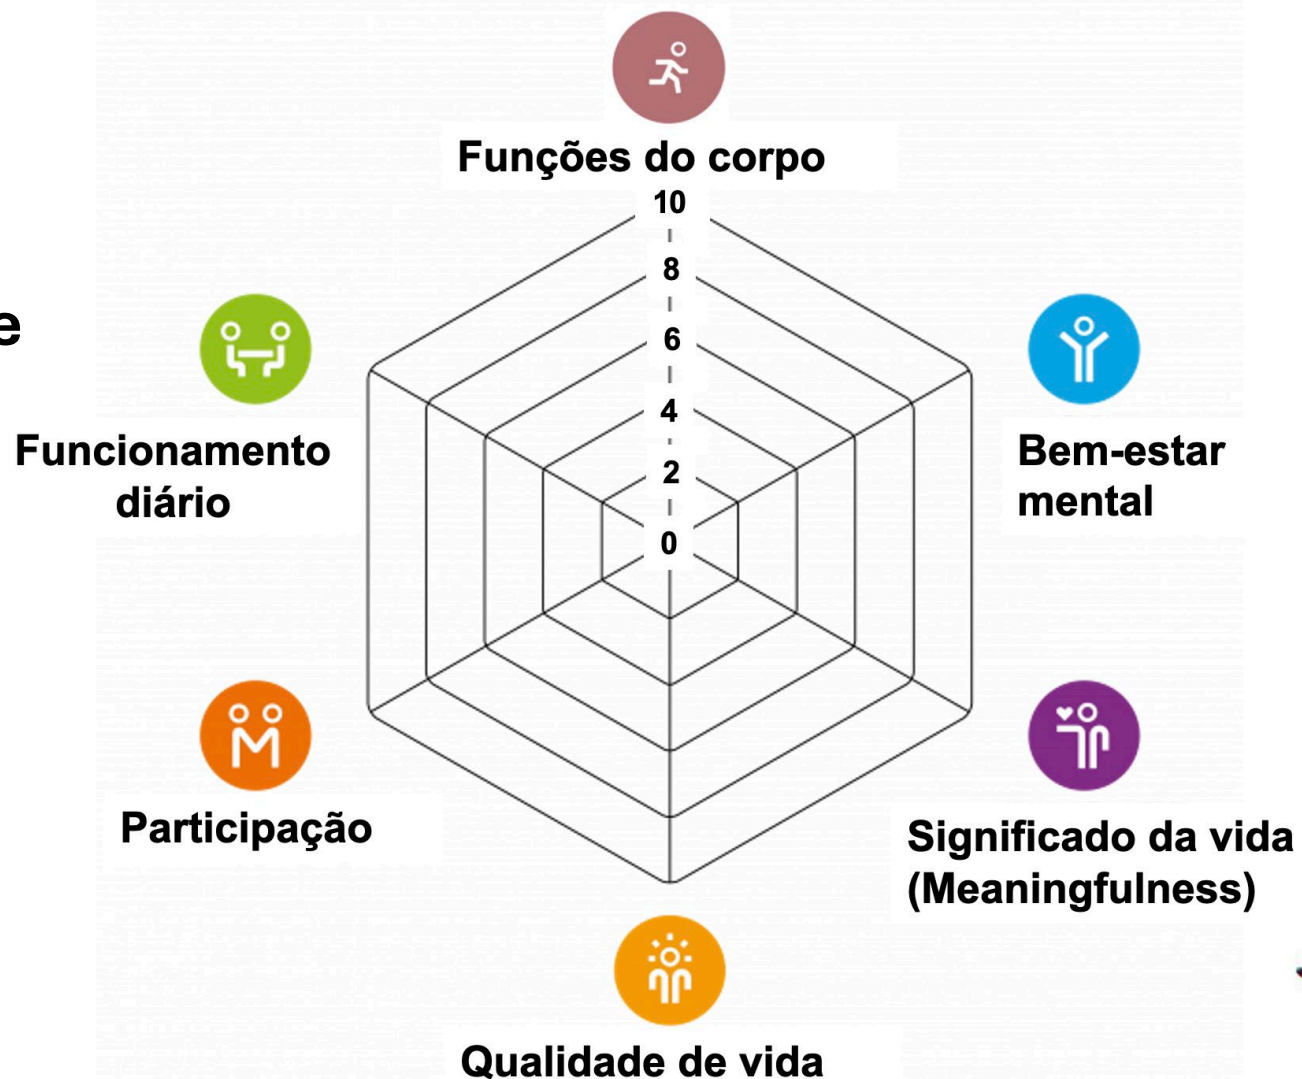 Funções do corpo
10
8
6
4
2
0
e
Funcionamento
diário
Bem-estar
mental
Participação
Significado da vida
(Meaningfulness)
Qualidade de vida